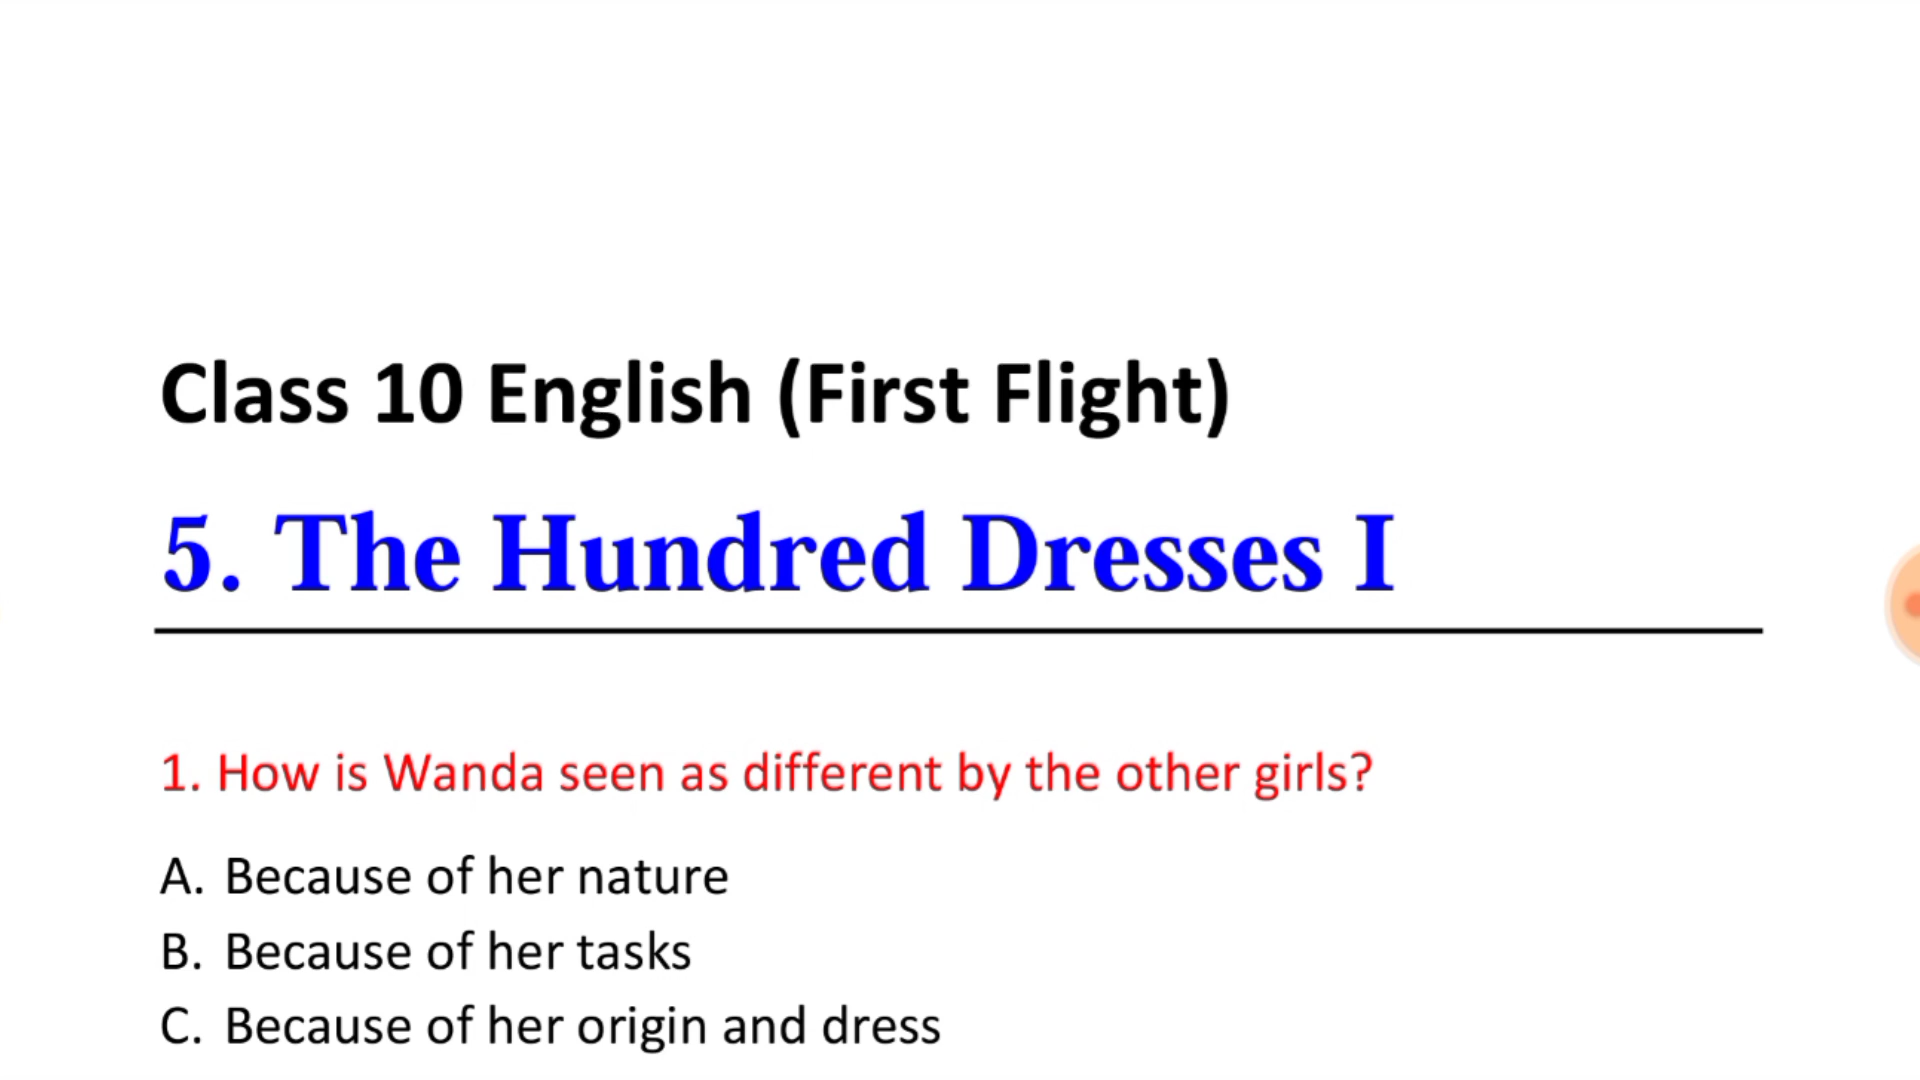 Class 10 English (First Flight)
5. The Hundred Dresses I
1. How is Wanda seen as different by the other girls?
A. Because of her nature
B. Because of her tasks
C. Because of her origin and dress